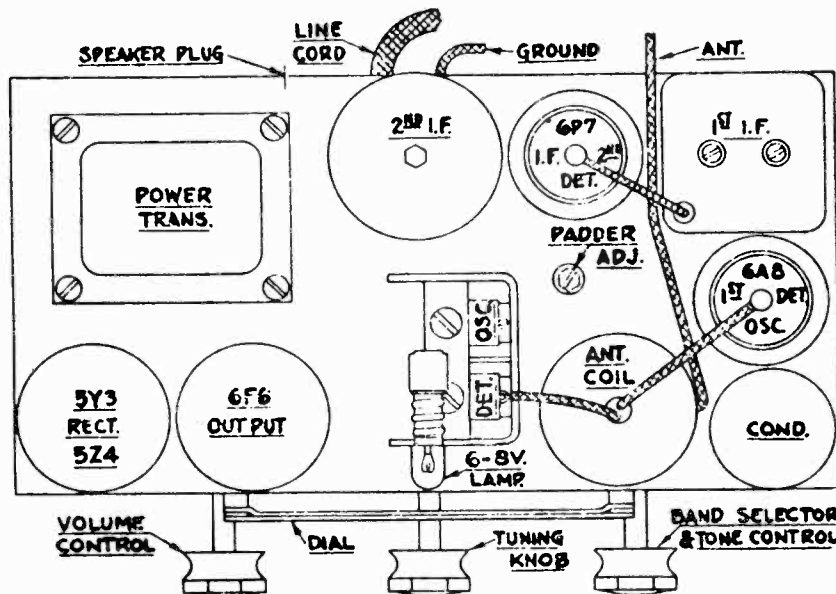 LINE
CORD
SPEAKER PLUG
GROUND
ANT.
2ND I.F.
6P7
I.F. 2ND
DET.
1ST I.F.
POWER
TRANS.
PADDER
ADJ.
6A8
1ST DET.
OSC.
OSC.
DET.
ANT.
COIL
5Y3
RECT.
5Z4
6F6
OUTPUT
COND.
6-8V.
LAMP.
VOLUME
CONTROL
DIAL
TUNING
KNOB
BAND SELECTOR
& TONE CONTROL